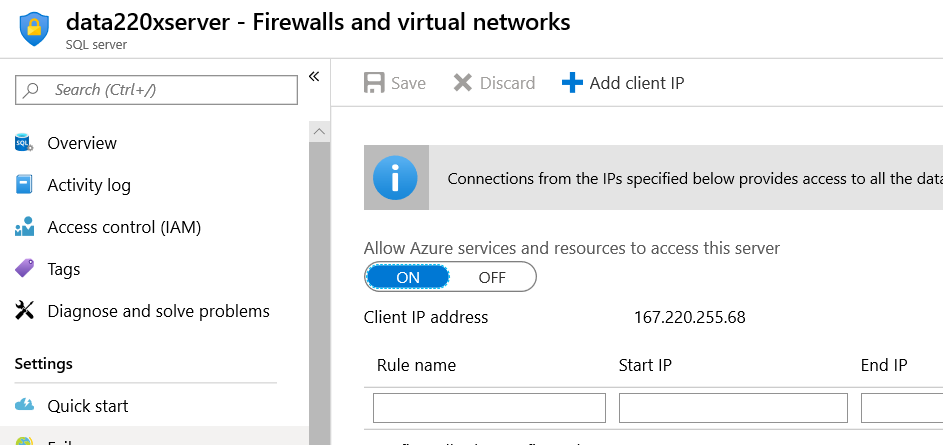 data220xserver - Firewalls and virtual networks
SQL server
Search (Ctrl+/)
«
Overview
Activity log
Access control (IAM)
Tags
Diagnose and solve problems
Settings
Quick start
Save
Discard
Add client IP
Connections from the IPs specified below provides access to all the
Allow Azure services and resources to access this server
ON
OFF
Client IP address
167.220.255.68
Rule name
Start IP
End IP